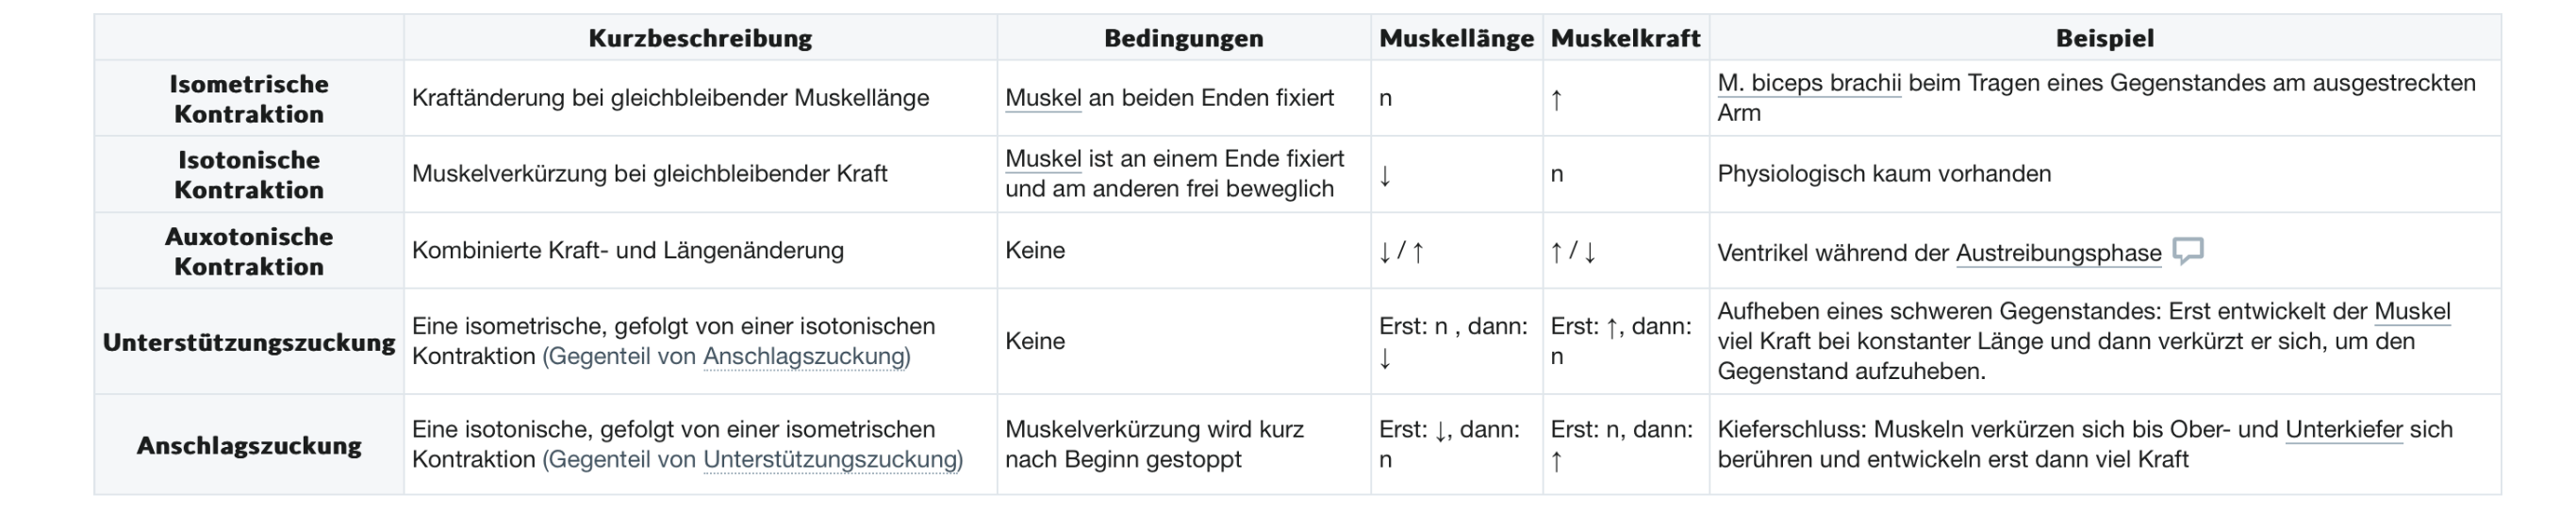 Kurzbeschreibung Bedingungen Muskellänge Muskelkraft Beispiel
Isometrische
Kontraktion
Kraftänderung bei gleichbleibender Muskellänge
Muskel an beiden Enden fixiert
n
↑
M. biceps brachii beim Tragen eines Gegenstandes am ausgestreckten
Arm
Isotonische
Kontraktion
Muskelverkürzung bei gleichbleibender Kraft
Muskel ist an einem Ende fixiert
und am anderen frei beweglich
↓
n
Physiologisch kaum vorhanden
Auxotonische
Kontraktion
Kombinierte Kraft- und Längenänderung
Keine
↓ / ↑
↑ / ↓
Ventrikel während der Austreibungsphase
Unterstützungszuckung
Eine isometrische, gefolgt von einer isotonischen
Kontraktion (Gegenteil von Anschlagszuckung)
Keine
Erst: n , dann:
↓
Erst: ↑, dann:
n
Aufheben eines schweren Gegenstandes: Erst entwickelt der Muskel
viel Kraft bei konstanter Länge und dann verkürzt er sich, um den
Gegenstand aufzuheben.
Anschlagszuckung
Eine isotonische, gefolgt von einer isometrischen
Kontraktion (Gegenteil von Unterstützungszuckung)
Muskelverkürzung wird kurz
nach Beginn gestoppt
Erst: ↓, dann:
n
Erst: n, dann:
↑
Kieferschluss: Muskeln verkürzen sich bis Ober- und Unterkiefer sich
berühren und entwickeln erst dann viel Kraft